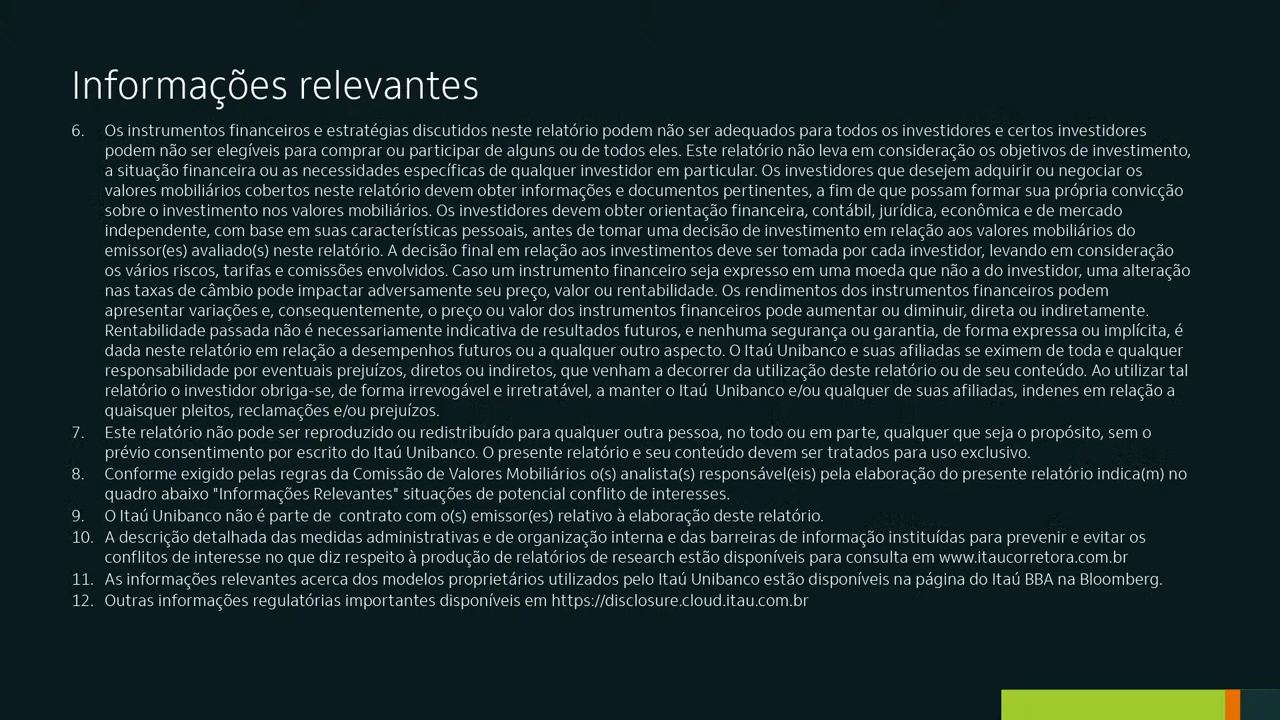 Informações relevantes
6. Os instrumentos financeiros e estratégias discutidos neste relatório podem não ser adequados para todos os investidores e certos investidores
podem não ser elegíveis para comprar ou participar de alguns ou de todos eles. Este relatório não leva em consideração os objetivos de investimento,
a situação financeira ou as necessidades específicas de qualquer investidor em particular. Os investidores que desejem adquirir ou negociar os
valores mobiliários cobertos neste relatório devem obter informações e documentos pertinentes, a fim de que possam formar sua própria convicção
sobre o investimento nos valores mobiliários. Os investidores devem obter orientação financeira, contábil, jurídica, econômica e de mercado
independente, com base em suas características pessoais, antes de tomar uma decisão de investimento em relação aos valores mobiliários do
emissor(es) avaliado(s) neste relatório. A decisão final em relação aos investimentos deve ser tomada por cada investidor, levando em consideração
os vários riscos, tarifas e comissões envolvidos. Caso um instrumento financeiro seja expresso em uma moeda que não a do investidor, uma alteração
nas taxas de câmbio pode impactar adversamente seu preço, valor ou rentabilidade. Os rendimentos dos instrumentos financeiros podem
apresentar variações e, consequentemente, o preço ou valor dos instrumentos financeiros pode aumentar ou diminuir, direta ou indiretamente.
Rentabilidade passada não é necessariamente indicativa de resultados futuros, e nenhuma segurança ou garantia, de forma expressa ou implícita, é
dada neste relatório em relação a desempenhos futuros ou a qualquer outro aspecto. O Itaú Unibanco e suas afiliadas se eximem de toda e qualquer
responsabilidade por eventuais prejuízos, diretos ou indiretos, que venham a decorrer da utilização deste relatório ou de seu conteúdo. Ao utilizar tal
relatório o investidor obriga-se, de forma irrevogável e irretratável, a manter o Itaú Unibanco e/ou qualquer de suas afiliadas, indenes em relação a
quaisquer pleitos, reclamações e/ou prejuízos.
7. Este relatório não pode ser reproduzido ou redistribuído para qualquer outra pessoa, no todo ou em parte, qualquer que seja o propósito, sem o
prévio consentimento por escrito do Itaú Unibanco. O presente relatório e seu conteúdo devem ser tratados para uso exclusivo.
8. Conforme exigido pelas regras da Comissão de Valores Mobiliários o(s) analista(s) responsável(eis) pela elaboração do presente relatório indica(m) no
quadro abaixo "Informações Relevantes" situações de potencial conflito de interesses.
9. O Itaú Unibanco não é parte de contrato com o(s) emissor(es) relativo à elaboração deste relatório.
10. A descrição detalhada das medidas administrativas e de organização interna e das barreiras de informação instituídas para prevenir e evitar os
conflitos de interesse no que diz respeito à produção de relatórios de research estão disponíveis para consulta em www.itaucorretora.com.br
11. As informações relevantes acerca dos modelos proprietários utilizados pelo Itaú Unibanco estão disponíveis na página do Itaú BBA na Bloomberg.
12. Outras informações regulatórias importantes disponíveis em https://disclosure.cloud.itau.com.br